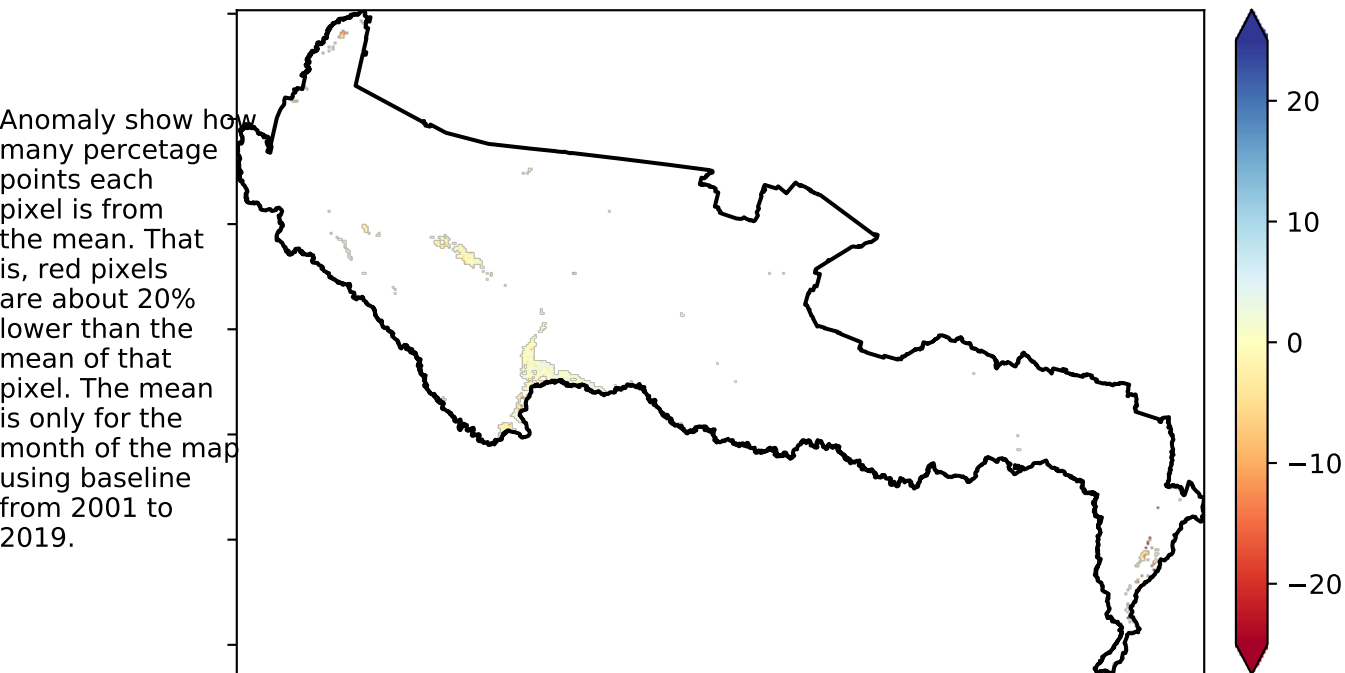 Anomaly show how
many percetage
points each
pixel is from
the mean. That
is, red pixels
are about 20%
lower than the
mean of that
pixel. The mean
is only for the
month of the map
using baseline
from 2001 to
2019.
20
10
0
−10
−20